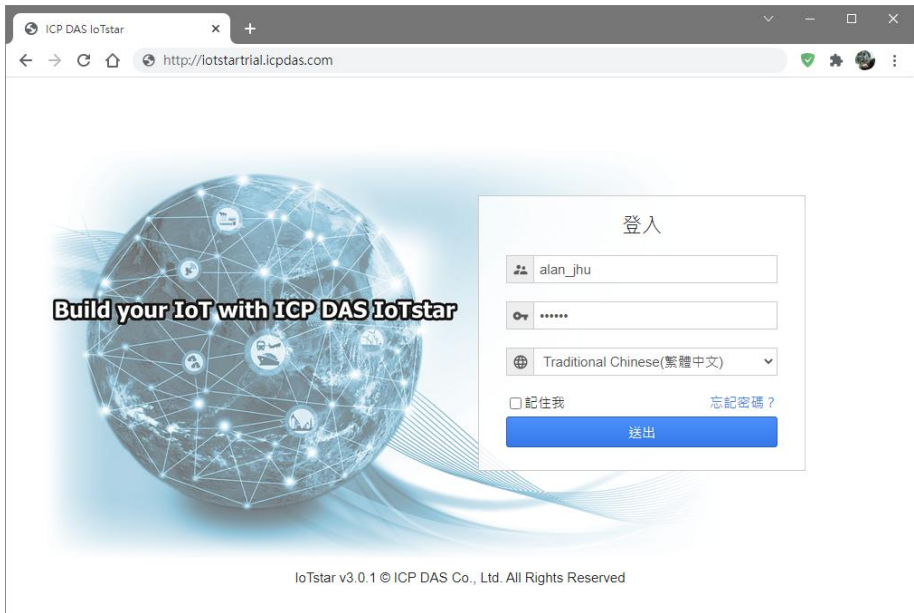 ICP DAS IoTstar
http://iotstartrial.icpdas.com
Build your IoT with ICP DAS IoTstar
登入
alan_jhu
••••••
Traditional Chinese(繁體中文)
記住我 忘記密碼？
送出
IoTstar v3.0.1 © ICP DAS Co., Ltd. All Rights Reserved